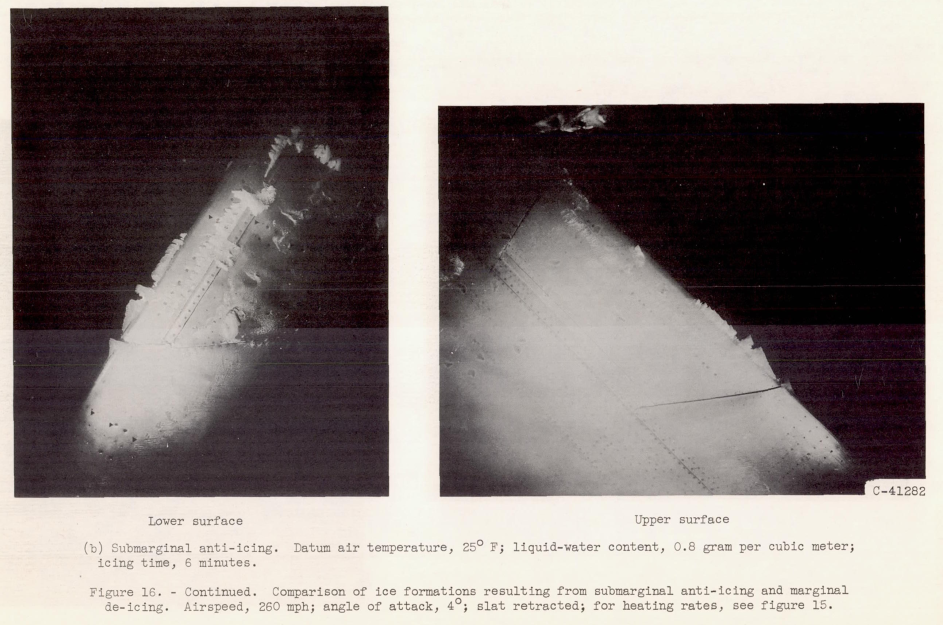 C-41282
Lower surface
Upper surface
(b) Submarginal anti-icing. Datum air temperature, 25° F; liquid-water content, 0.8 gram per cubic meter;
icing time, 6 minutes.
Figure 16. - Continued. Comparison of ice formations resulting from submarginal anti-icing and marginal
de-icing. Airspeed, 260 mph; angle of attack, 4°; slat retracted; for heating rates, see figure 15.